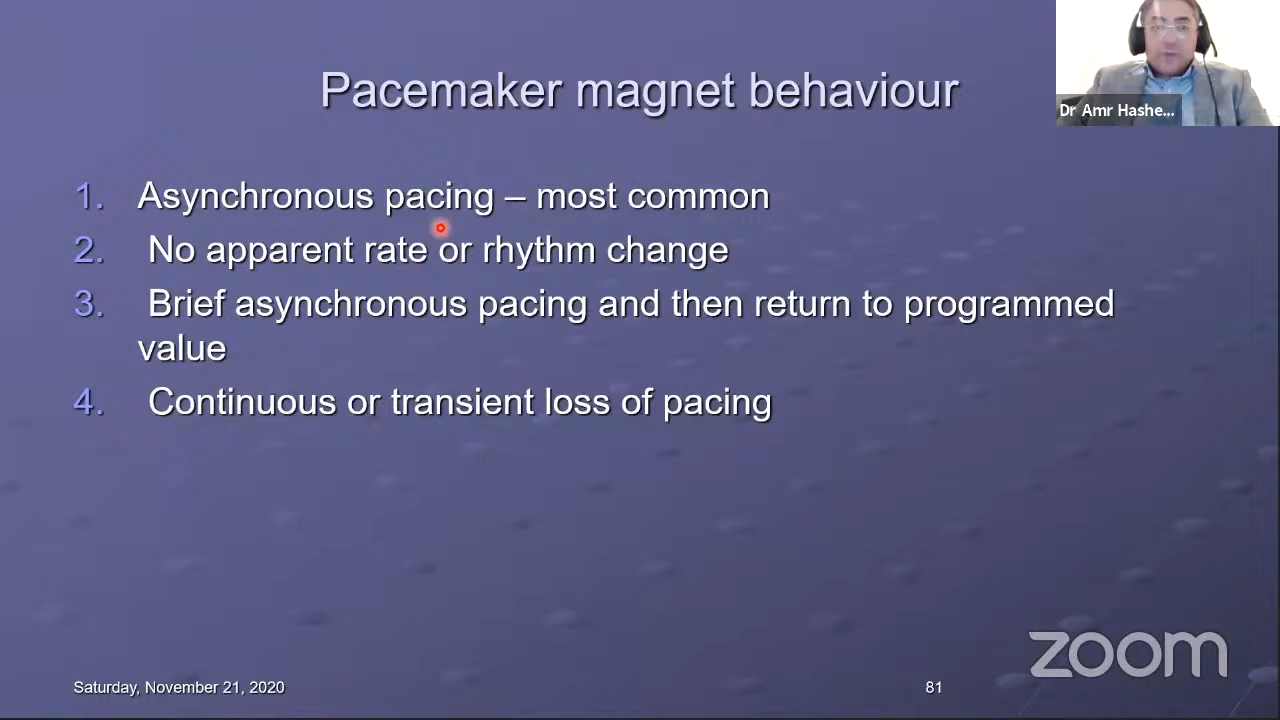 Pacemaker magnet behaviour
Dr Amr Hashe...
1. Asynchronous pacing – most common
2. No apparent rate or rhythm change
3. Brief asynchronous pacing and then return to programmed
value
4. Continuous or transient loss of pacing
zoom
Saturday, November 21, 2020
81